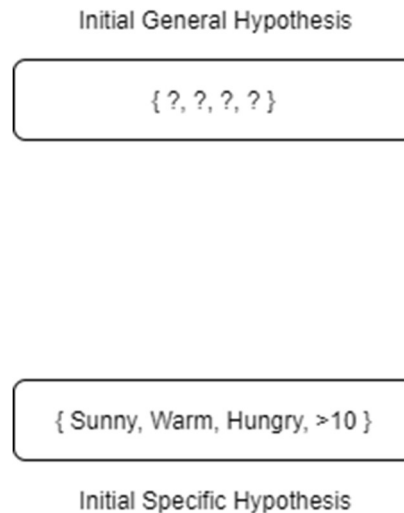 Initial General Hypothesis
{ ?, ?, ?, ? }
{ Sunny, Warm, Hungry, >10 }
Initial Specific Hypothesis